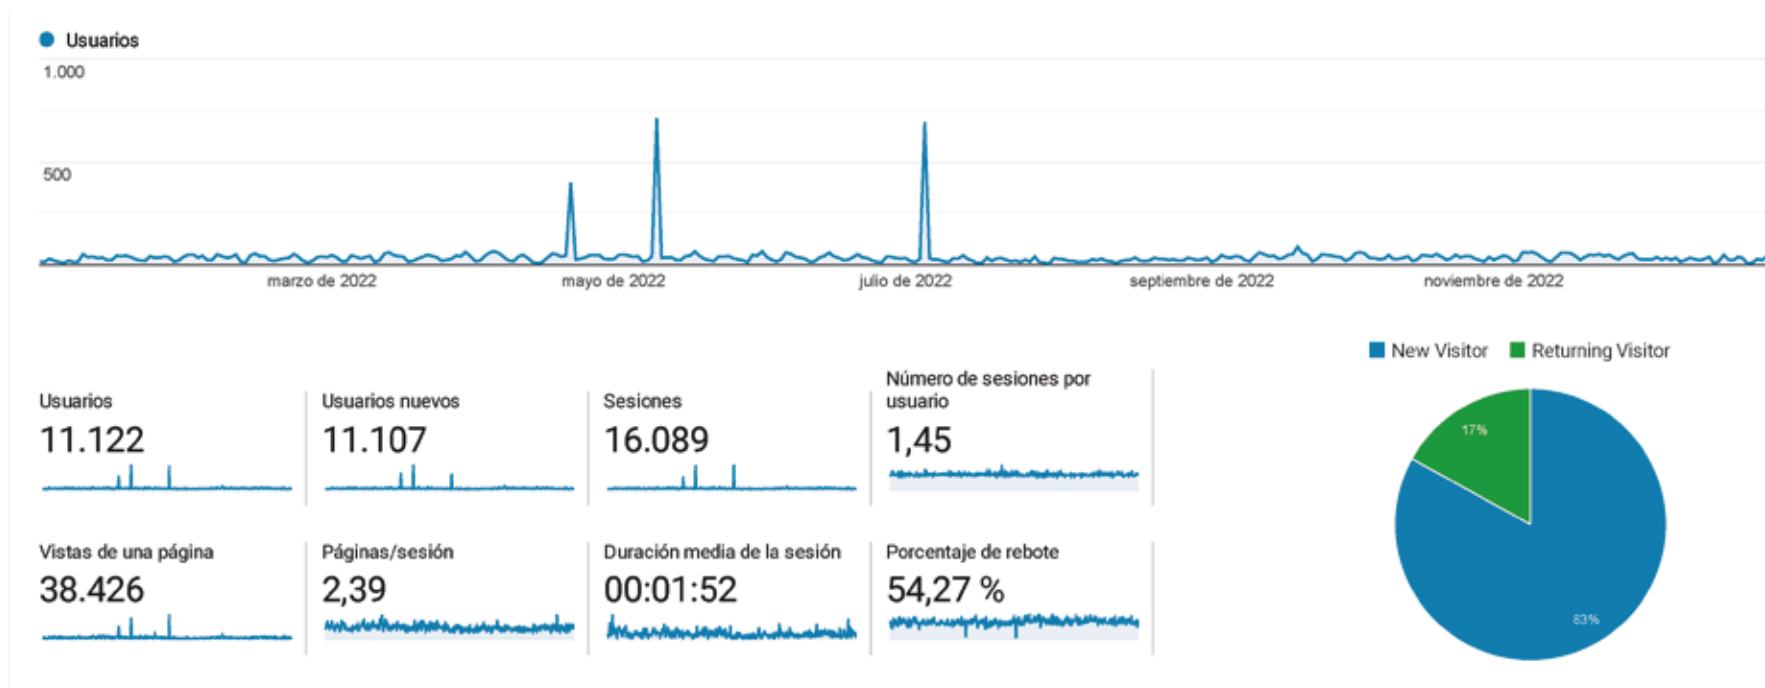 Usuarios
1.000
500
marzo de 2022
mayo de 2022
julio de 2022
septiembre de 2022
noviembre de 2022
New Visitor
Returning Visitor
Usuarios
11.122
Usuarios nuevos
11.107
Sesiones
16.089
Número de sesiones por
usuario
1,45
Vistas de una página
38.426
Páginas/sesión
2,39
Duración media de la sesión
00:01:52
Porcentaje de rebote
54,27 %
17%
83%